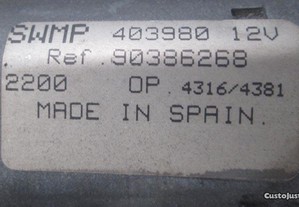 SWMP 403980 12V
. Ref.90386268
2200 OP. 4316/4381
MADE IN SPAIN.
© CustoJusto